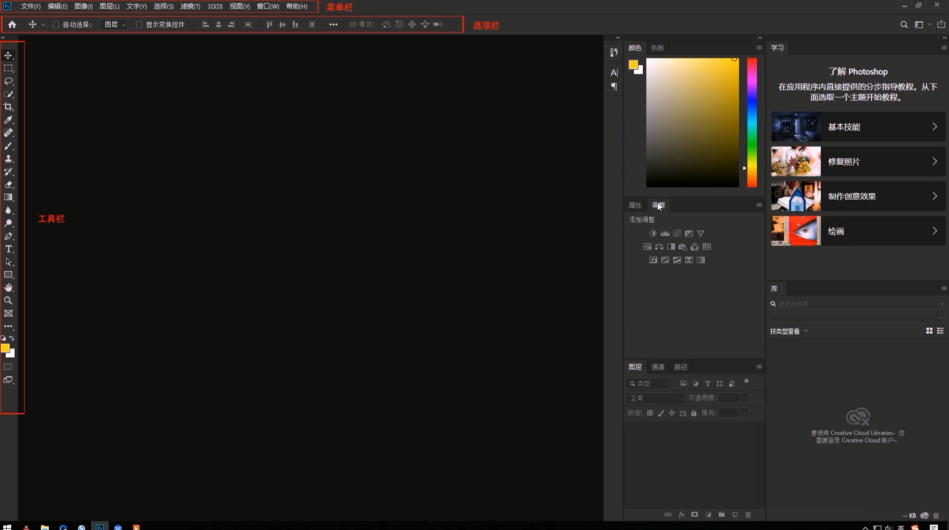 Ps 文件(F) 编辑(E) 图像(I) 图层(L) 文字(Y) 选择(S) 滤镜(T) 3D(D) 视图(V) 窗口(W) 帮助(H) 菜单栏
自动选择： 图层 显示变换控件 3D 模式： 选项栏
颜色 色板
学习
了解 Photoshop
在应用程序内直接提供的分步指导教程。从下
面选取一个主题开始教程。
基本技能
修复照片
制作创意效果
绘画
工具栏
属性 调整
添加调整
库
按类型查看
图层 通道 路径
类型
正常 不透明度：
锁定： 填充：
要使用 Creative Cloud Libraries，您
需要登录 Creative Cloud 帐户。
KB
英